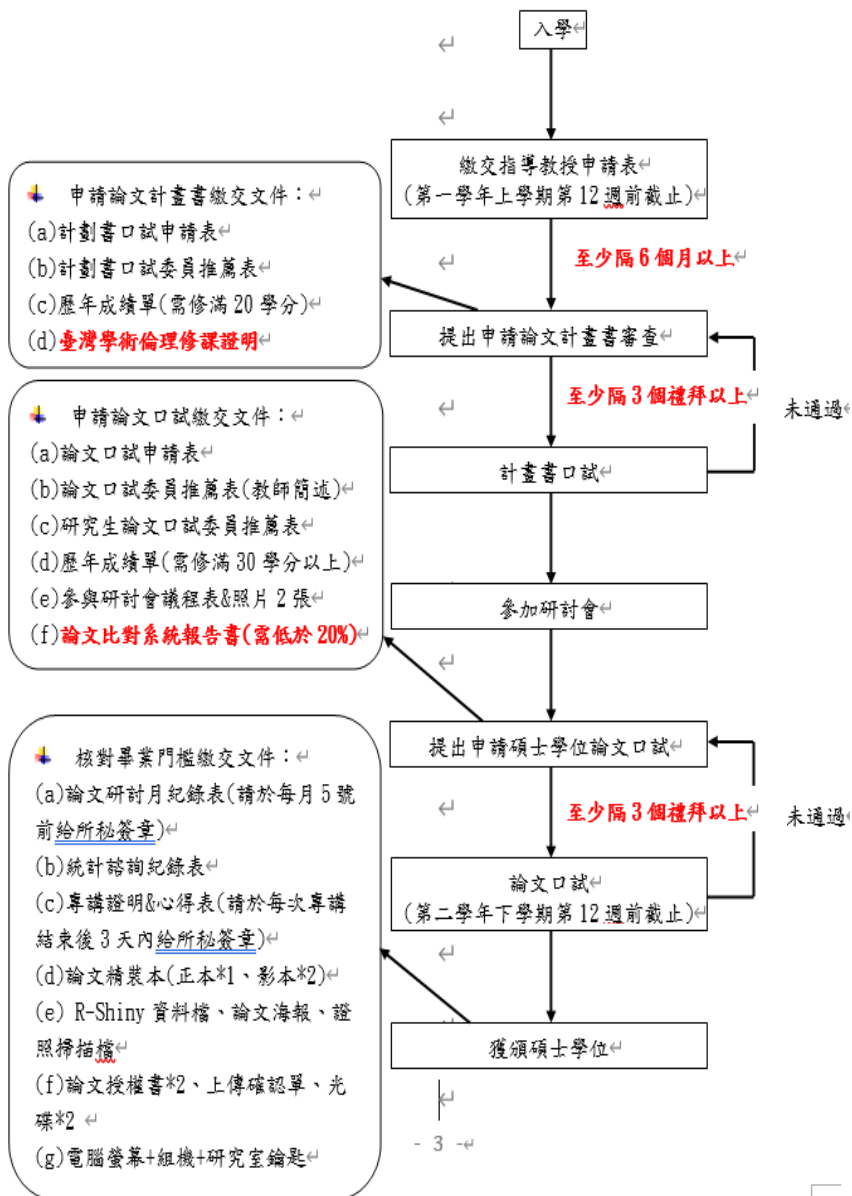 入學
繳交指導教授申請表
(第一學年上學期第12週前截止)
至少隔6個月以上
提出申請論文計畫書審查
至少隔3個禮拜以上
未通過
計畫書口試
參加研討會
提出申請碩士學位論文口試
至少隔3個禮拜以上
未通過
論文口試
(第二學年下學期第12週前截止)
獲頒碩士學位
申請論文計畫書繳交文件：
(a)計劃書口試申請表
(b)計劃書口試委員推薦表
(c)歷年成績單(需修滿20學分)
(d)臺灣學術倫理修課證明
申請論文口試繳交文件：
(a)論文口試申請表
(b)論文口試委員推薦表(教師簡述)
(c)研究生論文口試委員推薦表
(d)歷年成績單(需修滿30學分以上)
(e)參與研討會議程表&照片2張
(f)論文比對系統報告書(需低於20%)
核對畢業門檻繳交文件：
(a)論文研討月紀錄表(請於每月5號
前給所秘簽章)
(b)統計諮詢紀錄表
(c)專講證明&心得表(請於每次專講
結束後3天內給所秘簽章)
(d)論文精裝本(正本*1、影本*2)
(e) R-Shiny資料檔、論文海報、證
照掃描檔
(f)論文授權書*2、上傳確認單、光
碟*2
(g)電腦螢幕+組機+研究室鑰匙
- 3 -